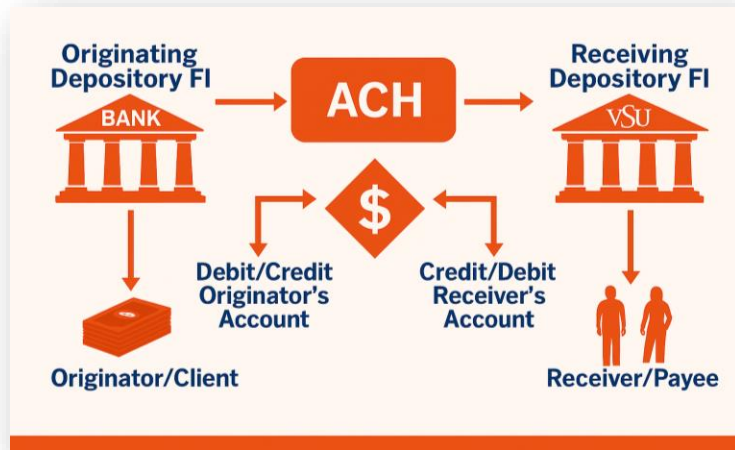 Originating
Depository FI
BANK
ACH
Receiving
Depository FI
VSU
$
Debit/Credit
Originator's
Account
Credit/Debit
Receiver's
Account
Originator/Client
Receiver/Payee